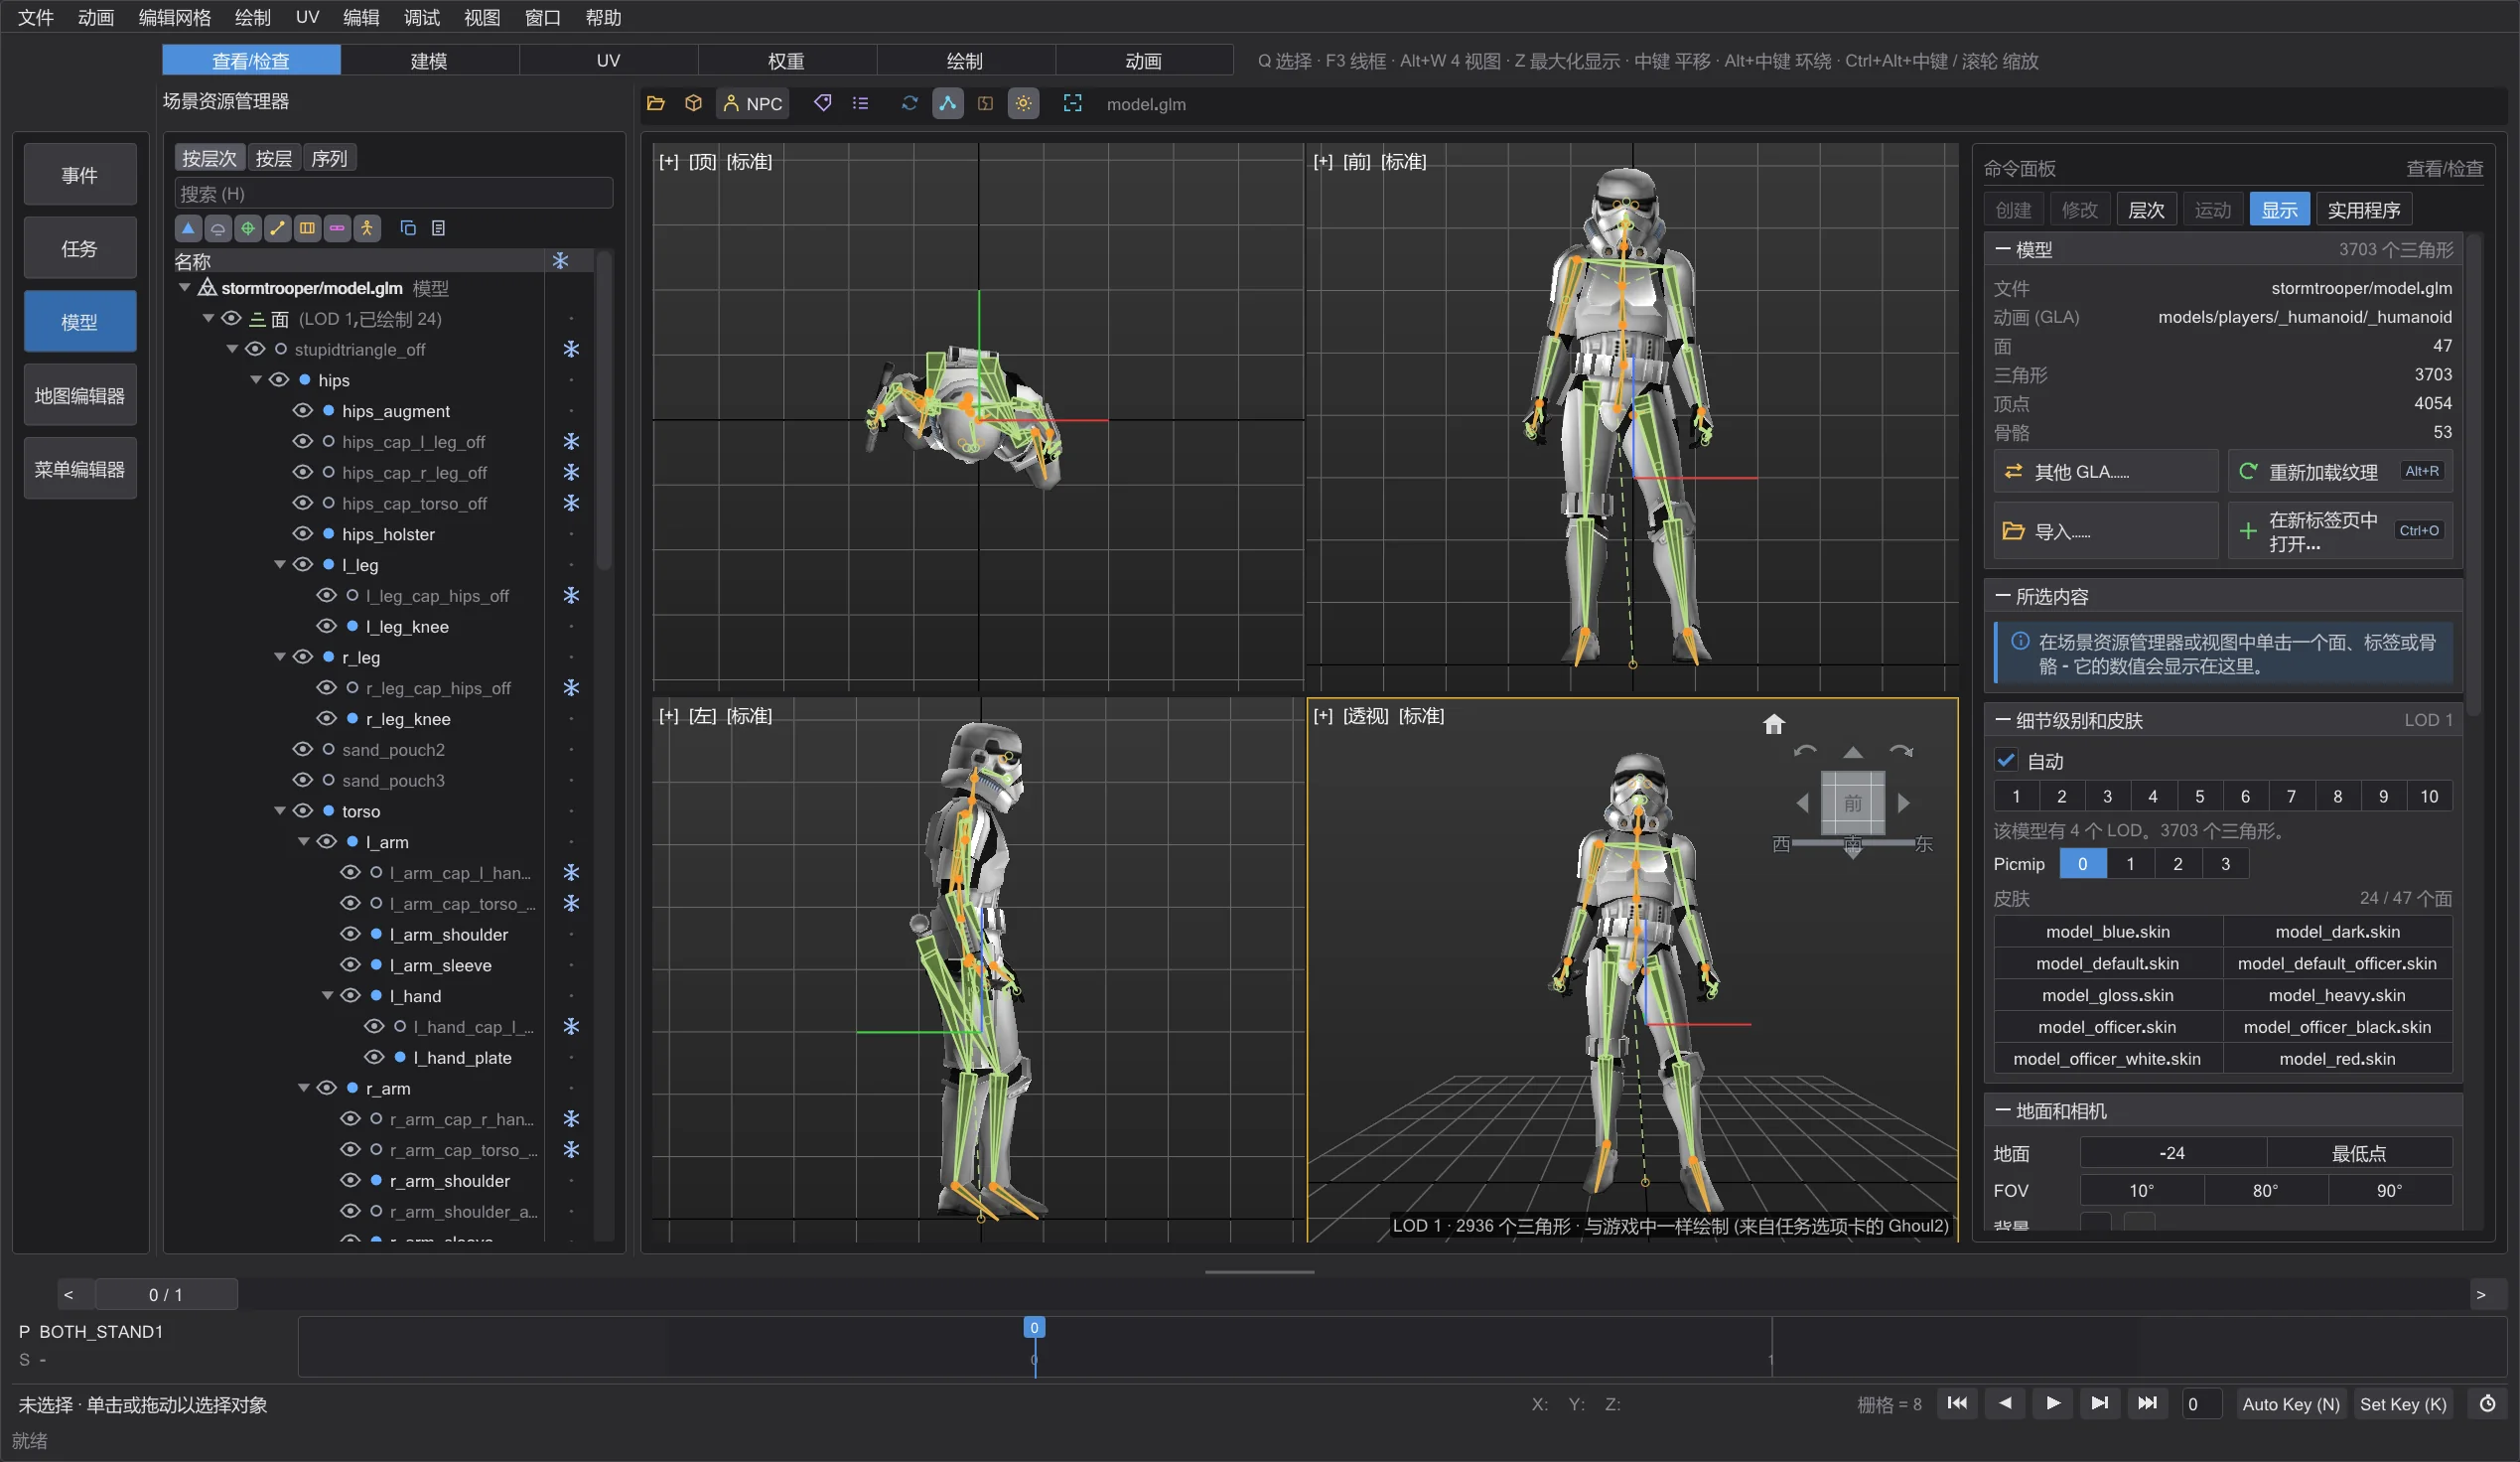 文件 动画 编辑网格 绘制 UV 编辑 调试 视图 窗口 帮助
查看/检查 建模 UV 权重 绘制 动画 Q 选择 · F3 线框 · Alt+W 4 视图 · Z 最大化显示 · 中键 平移 · Alt+中键 环绕 · Ctrl+Alt+中键 / 滚轮 缩放
场景资源管理器
NPC model.glm
事件
任务
模型
地图编辑器
菜单编辑器
按层次 按层 序列
搜索 (H)
名称
stormtrooper/model.glm 模型
面 (LOD 1,已绘制 24)
stupidtriangle_off
hips
hips_augment
hips_cap_l_leg_off
hips_cap_r_leg_off
hips_cap_torso_off
hips_holster
l_leg
l_leg_cap_hips_off
l_leg_knee
r_leg
r_leg_cap_hips_off
r_leg_knee
sand_pouch2
sand_pouch3
torso
l_arm
l_arm_cap_l_han...
l_arm_cap_torso_...
l_arm_shoulder
l_arm_sleeve
l_hand
l_hand_cap_l_...
l_hand_plate
r_arm
r_arm_cap_r_han...
r_arm_cap_torso_...
r_arm_shoulder
r_arm_shoulder_a...
[+] [顶] [标准]
[+] [前] [标准]
[+] [左] [标准]
[+] [透视] [标准]
前
西 南 东
LOD 1 · 2936 个三角形 · 与游戏中一样绘制 (来自任务选项卡的 Ghoul2)
命令面板 查看/检查
创建 修改 层次 运动 显示 实用程序
模型 3703 个三角形
文件 stormtrooper/model.glm
动画 (GLA) models/players/_humanoid/_humanoid
面 47
三角形 3703
顶点 4054
骨骼 53
其他 GLA...... 重新加载纹理 Alt+R
导入...... 在新标签页中打开... Ctrl+O
所选内容
在场景资源管理器或视图中单击一个面、标签或骨
骼 - 它的数值会显示在这里。
细节级别和皮肤 LOD 1
自动
1 2 3 4 5 6 7 8 9 10
该模型有 4 个 LOD。3703 个三角形。
Picmip 0 1 2 3
皮肤 24 / 47 个面
model_blue.skin model_dark.skin
model_default.skin model_default_officer.skin
model_gloss.skin model_heavy.skin
model_officer.skin model_officer_black.skin
model_officer_white.skin model_red.skin
地面和相机
地面 -24 最低点
FOV 10° 80° 90°
< 0 / 1 >
P BOTH_STAND1
S -
0
0 1
未选择 · 单击或拖动以选择对象 X: Y: Z: 栅格 = 8 0 Auto Key (N) Set Key (K)
就绪